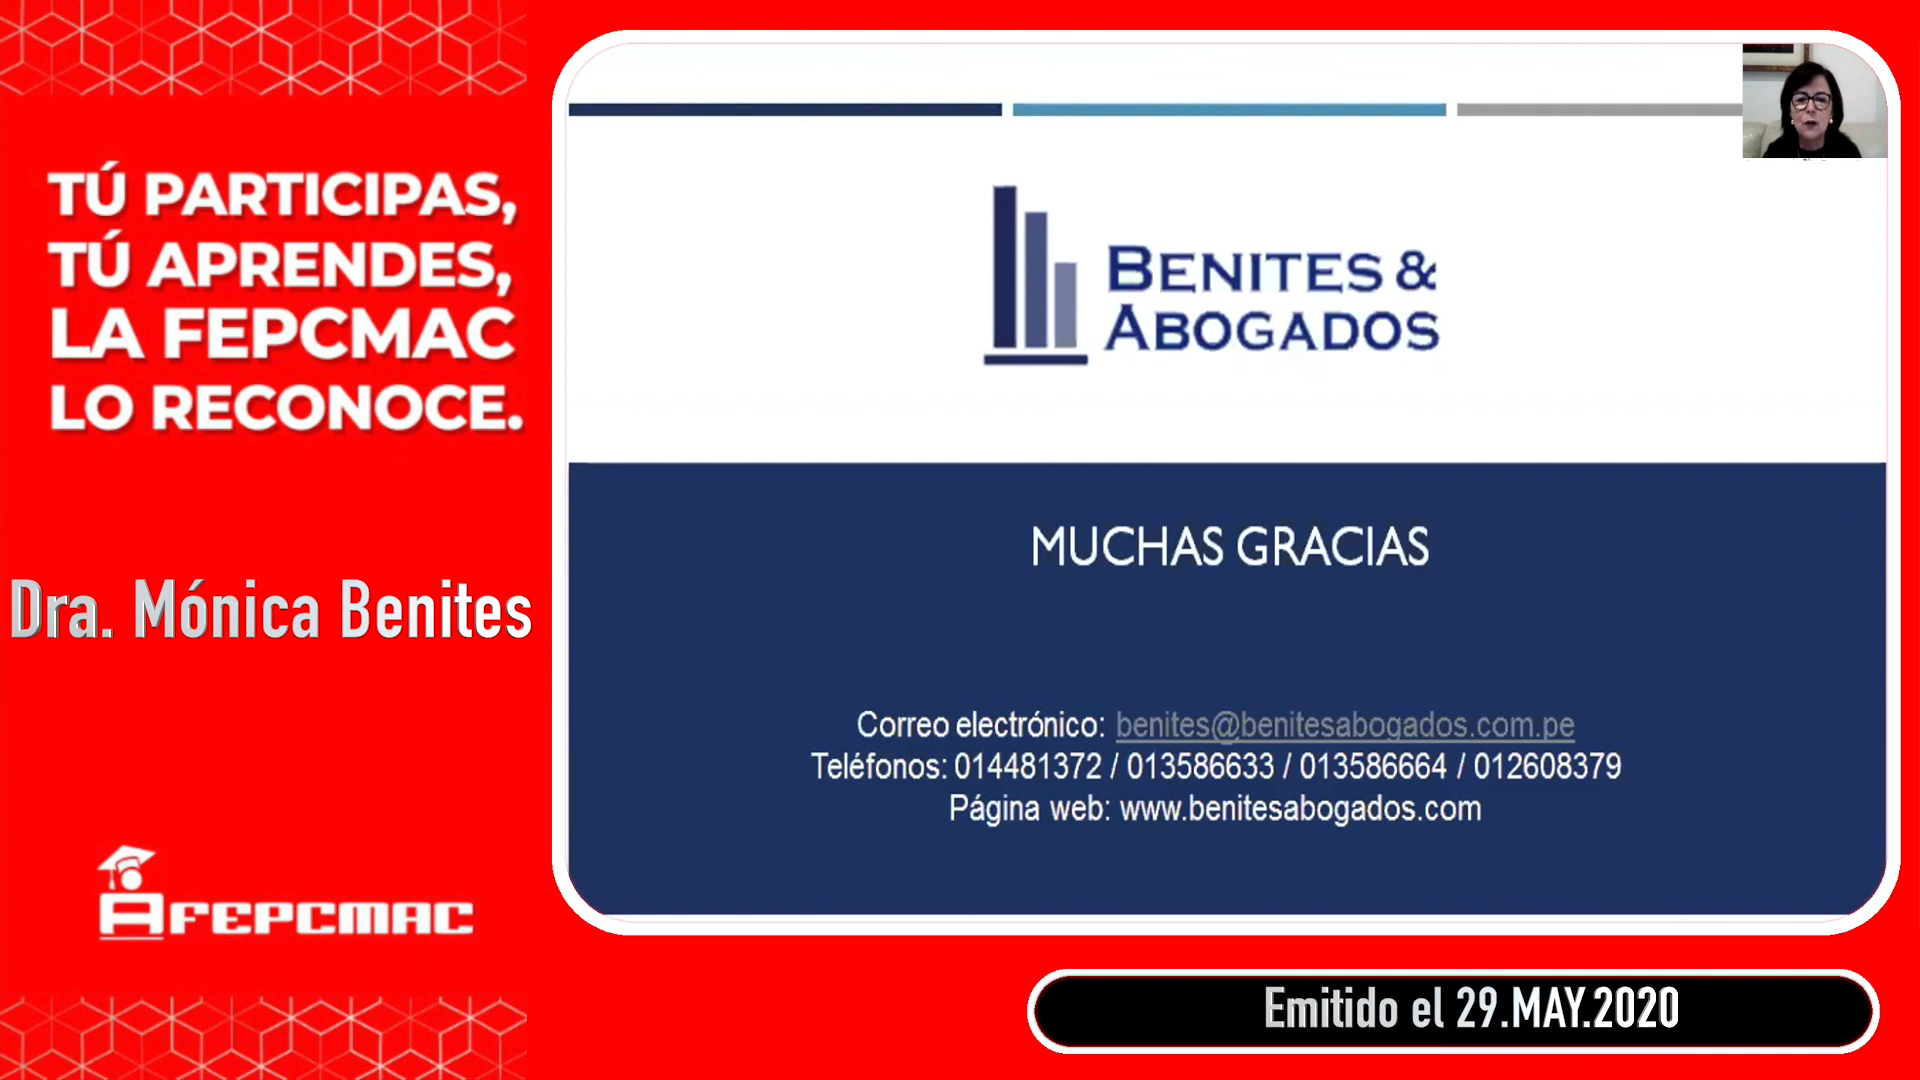 TÚ PARTICIPAS,
TÚ APRENDES,
LA FEPCMAC
LO RECONOCE.
Dra. Mónica Benites
FEPCMAC
BENITES &
ABOGADOS
MUCHAS GRACIAS
Correo electrónico: benites@benitesabogados.com.pe
Teléfonos: 014481372 / 013586633 / 013586664 / 012608379
Página web: www.benitesabogados.com
Emitido el 29.MAY.2020